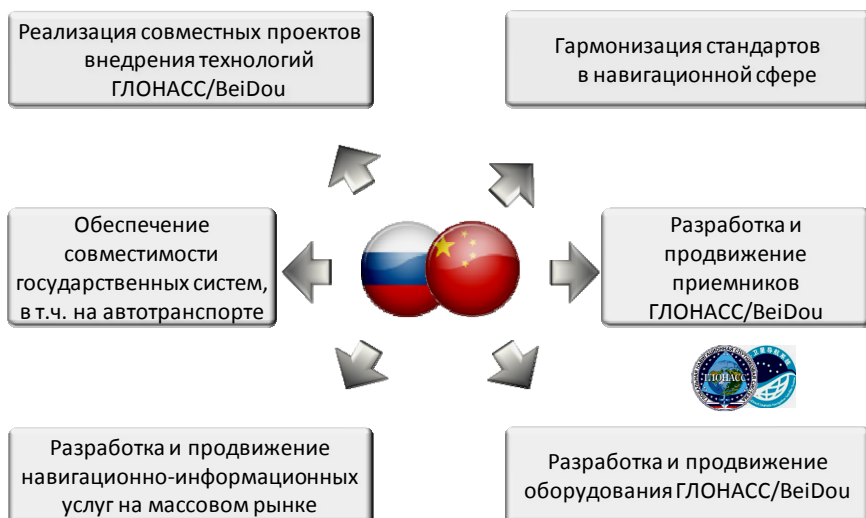 Реализация совместных проектов
внедрения технологий
ГЛОНАСС/BeiDou
Гармонизация стандартов
в навигационной сфере
Обеспечение
совместимости
государственных систем,
в т.ч. на автотранспорте
Разработка и
продвижение
приемников
ГЛОНАСС/BeiDou
ГЛОНАСС
Разработка и продвижение
навигационно-информационных
услуг на массовом рынке
Разработка и продвижение
оборудования ГЛОНАСС/BeiDou